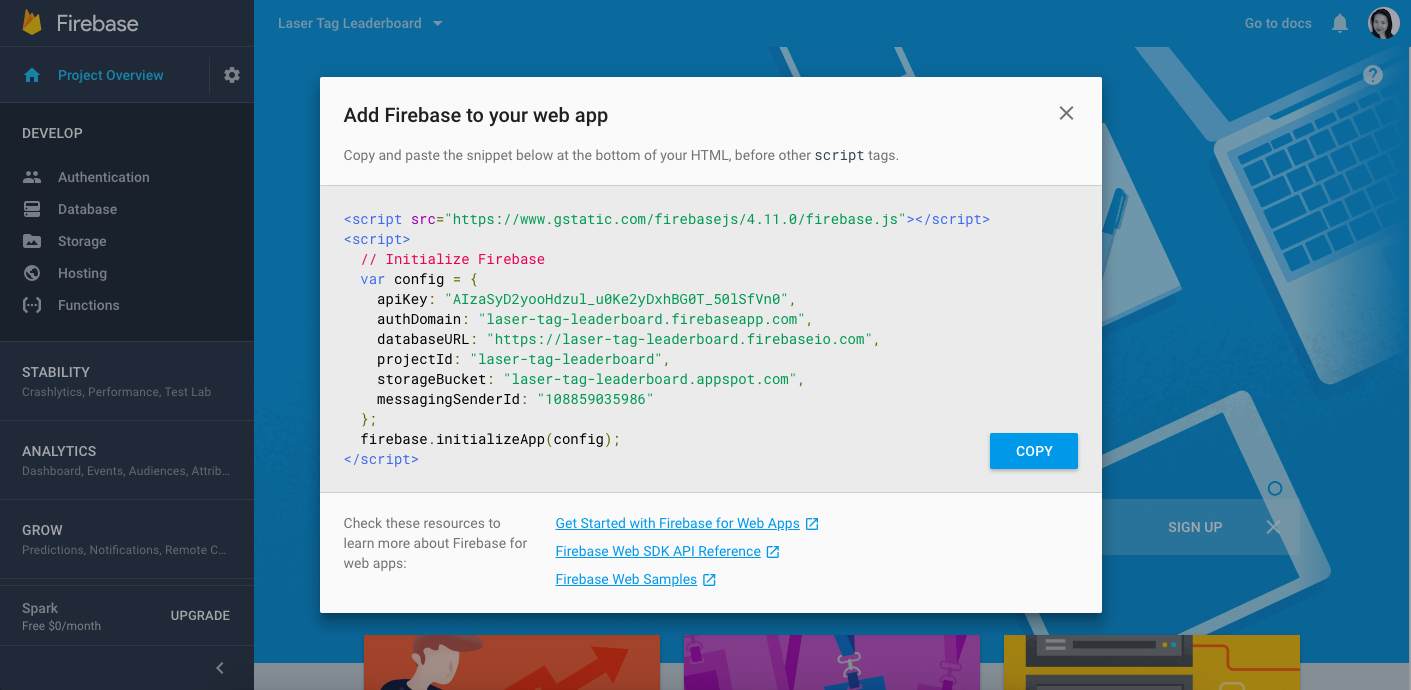 Firebase
Laser Tag Leaderboard
Go to docs
Project Overview
DEVELOP
Authentication
Database
Storage
Hosting
Functions
STABILITY
Crashlytics, Performance, Test Lab
ANALYTICS
Dashboard, Events, Audiences, Attrib...
GROW
Predictions, Notifications, Remote C...
Spark
Free $0/month
UPGRADE
Add Firebase to your web app
Copy and paste the snippet below at the bottom of your HTML, before other script tags.
<script src="https://www.gstatic.com/firebasejs/4.11.0/firebase.js"></script>
<script>
// Initialize Firebase
var config = {
apiKey: "AIzaSyD2yooHdzul_u0Ke2yDxhBG0T_50lSfVn0",
authDomain: "laser-tag-leaderboard.firebaseapp.com",
databaseURL: "https://laser-tag-leaderboard.firebaseio.com",
projectId: "laser-tag-leaderboard",
storageBucket: "laser-tag-leaderboard.appspot.com",
messagingSenderId: "108859035986"
};
firebase.initializeApp(config);
</script>
COPY
Check these resources to
learn more about Firebase for
web apps:
Get Started with Firebase for Web Apps
Firebase Web SDK API Reference
Firebase Web Samples
SIGN UP